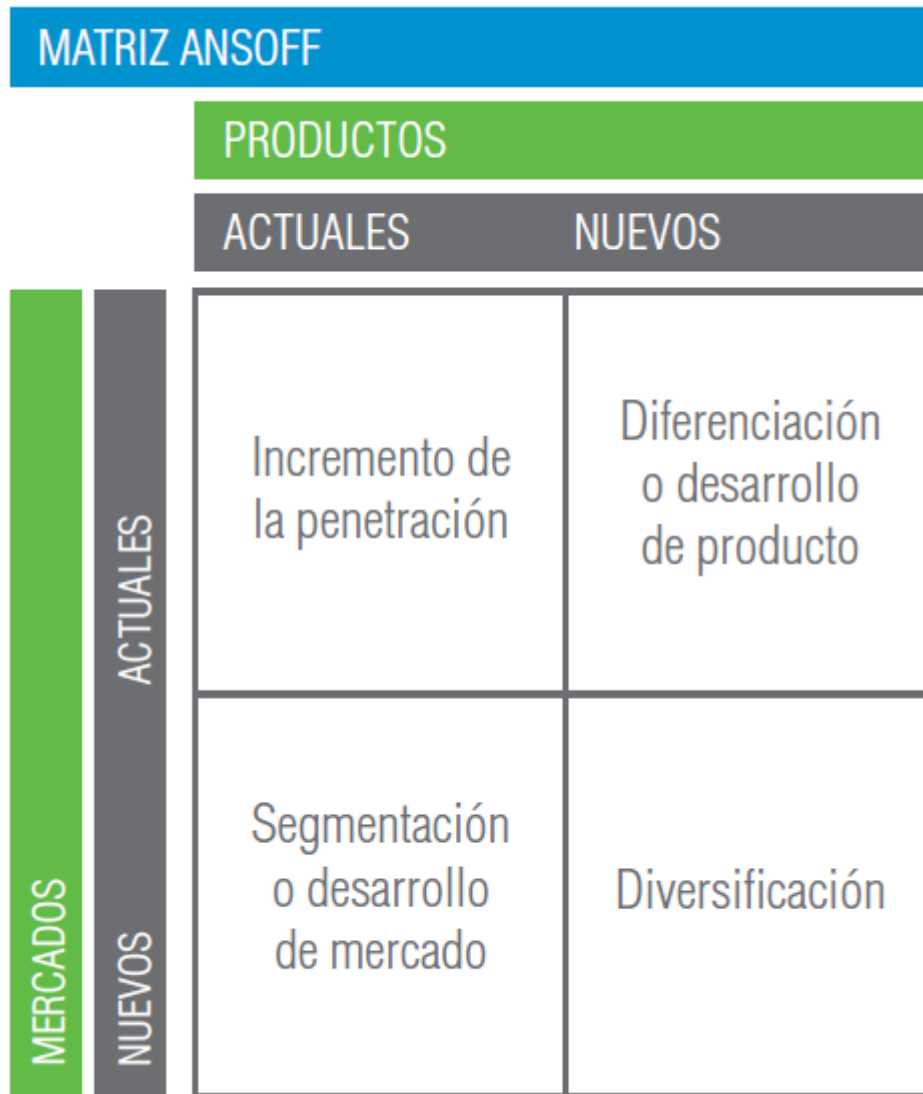 MATRIZ ANSOFF
PRODUCTOS
ACTUALES NUEVOS
MERCADOS
ACTUALES
Incremento de
la penetración
Diferenciación
o desarrollo
de producto
NUEVOS
Segmentación
o desarrollo
de mercado
Diversificación